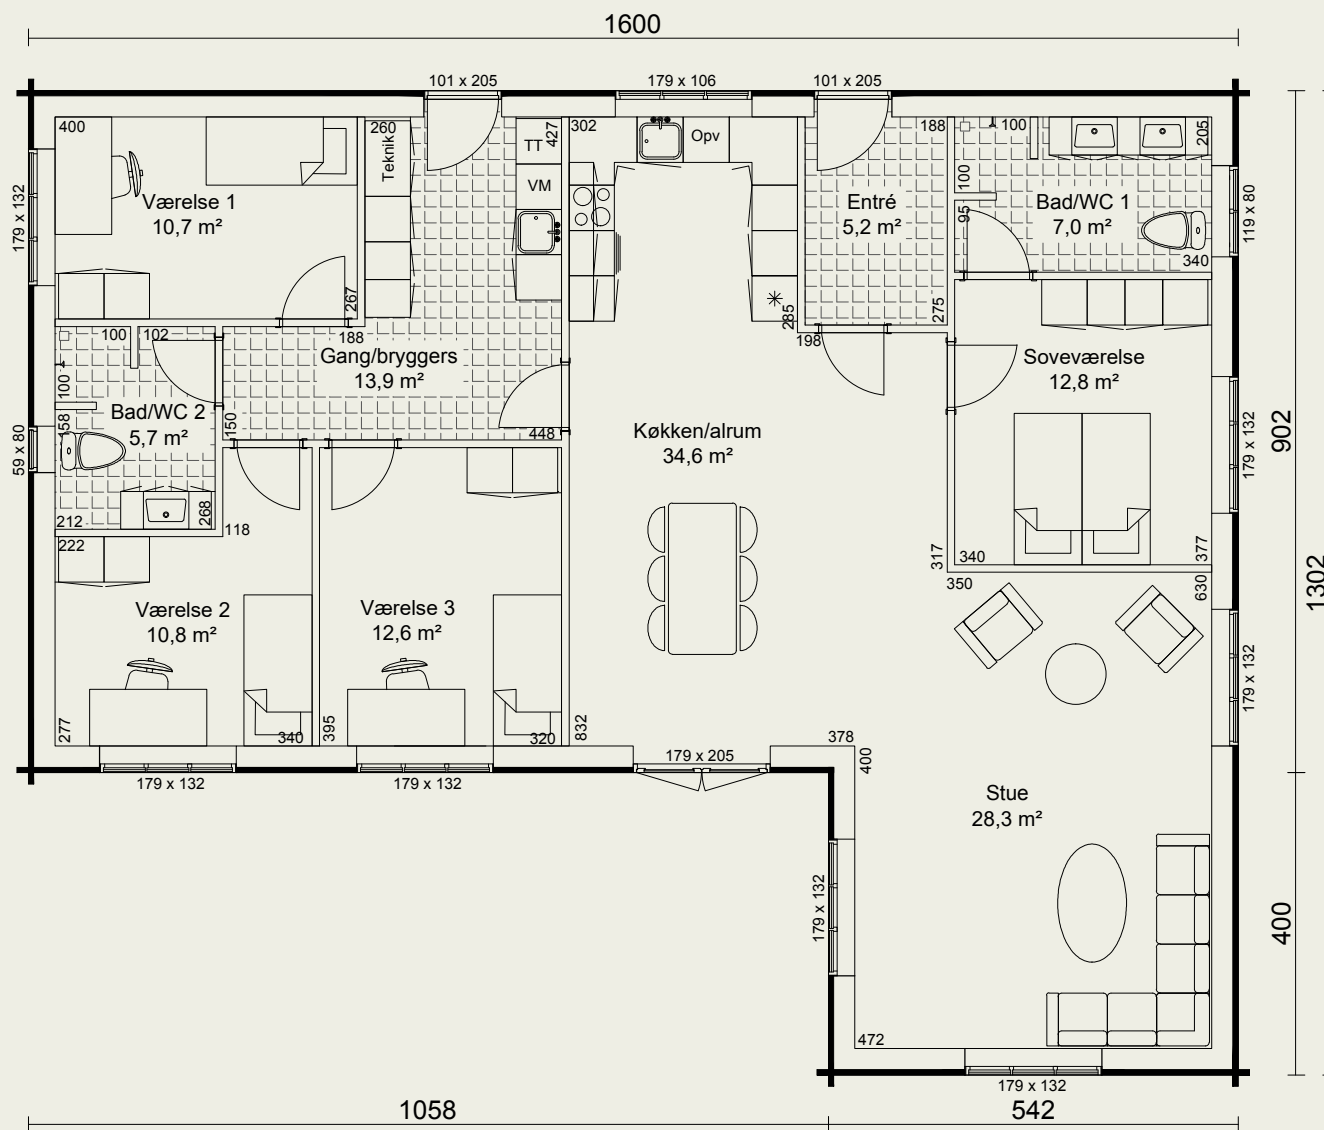 1600
101 x 205
179 x 106
101 x 205
400
260
Teknik
TT
427
302
Opv
188
100
205
179 x 132
Værelse 1
10,7 m²
VM
Entré
5,2 m²
100
95
Bad/WC 1
7,0 m²
119 x 80
340
267
285
275
100
102
188
198
Gang/bryggers
13,9 m²
Soveværelse
12,8 m²
100
158
Bad/WC 2
5,7 m²
150
448
Køkken/alrum
34,6 m²
59 x 80
179 x 132
902
212
268
118
222
317
340
377
350
630
1302
Værelse 2
10,8 m²
Værelse 3
12,6 m²
179 x 132
277
340
395
320
832
378
179 x 205
400
179 x 132
179 x 132
Stue
28,3 m²
179 x 132
400
472
179 x 132
1058
542